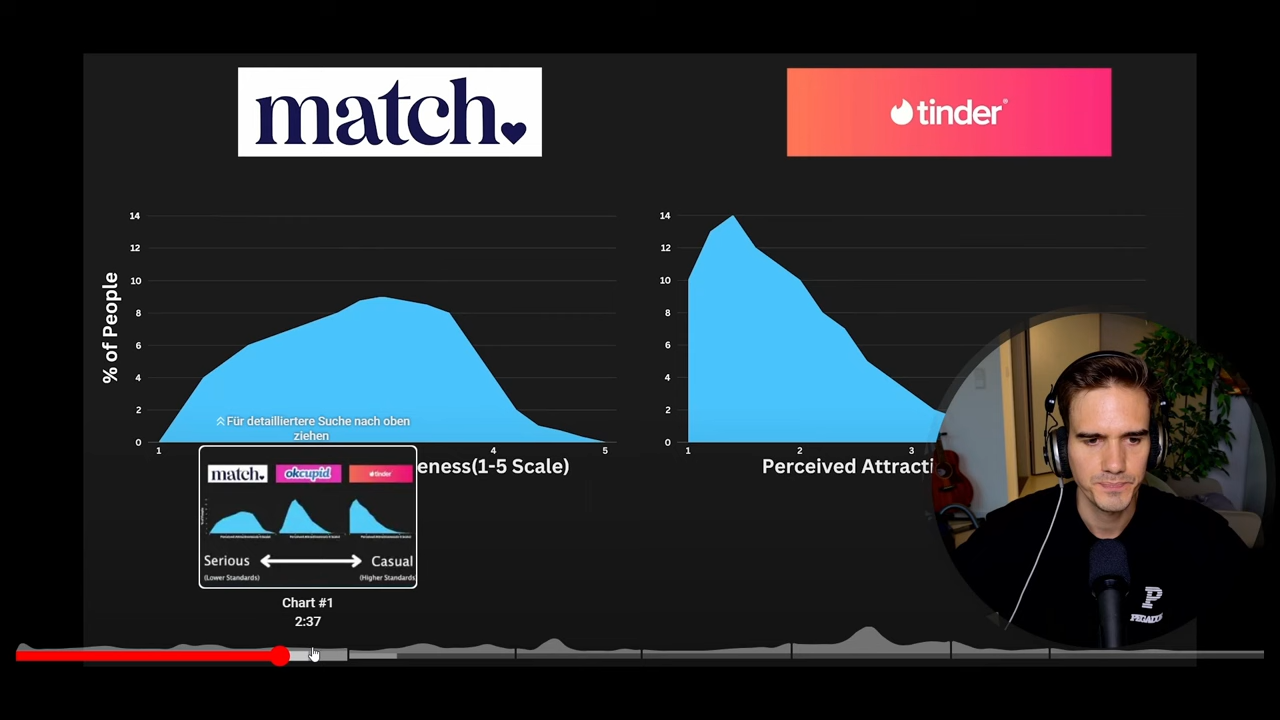 match
tinder
14
12
10
8
6
4
2
0
% of People
1
4
5
eness(1-5 Scale)
14
12
10
8
6
4
2
0
1
2
3
Perceived Attracti
Für detailliertere Suche nach oben
ziehen
match
okcupid
tinder
Serious
Casual
(Lower Standards)
(Higher Standards
Chart #1
2:37
P